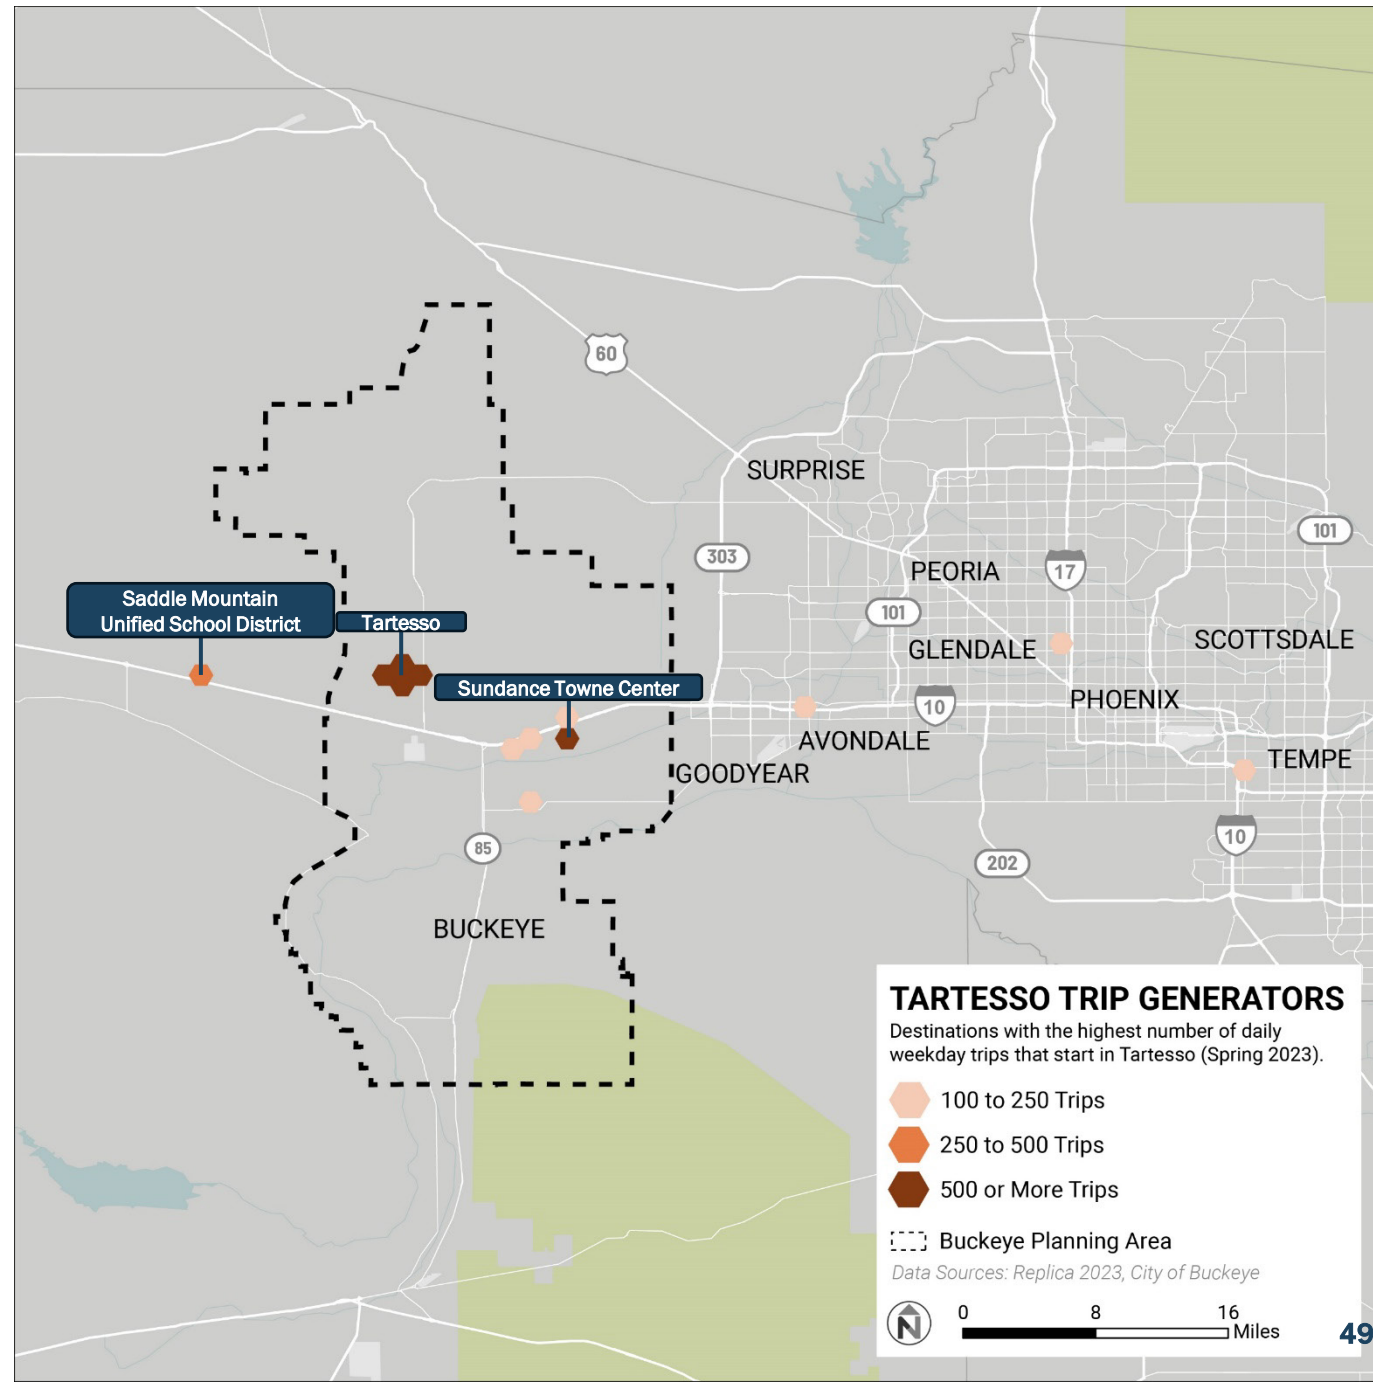 60
SURPRISE
303
101
PEORIA
17
101
Saddle Mountain
Unified School District
Tartesso
GLENDALE
SCOTTSDALE
Sundance Towne Center
10
PHOENIX
AVONDALE
TEMPE
GOODYEAR
10
85
202
BUCKEYE
TARTESSO TRIP GENERATORS
Destinations with the highest number of daily
weekday trips that start in Tartesso (Spring 2023).
100 to 250 Trips
250 to 500 Trips
500 or More Trips
Buckeye Planning Area
Data Sources: Replica 2023, City of Buckeye
N
0 8 16
Miles
49